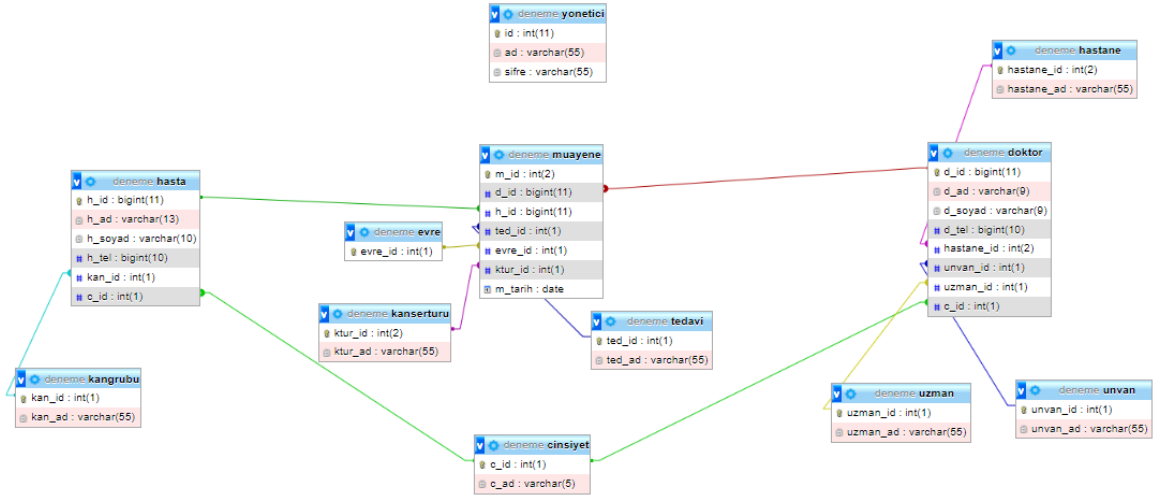 deneme yonetici
id : int(11)
ad : varchar(55)
sifre : varchar(55)
deneme hastane
hastane_id : int(2)
hastane_ad : varchar(55)
deneme hasta
h_id : bigint(11)
h_ad : varchar(13)
h_soyad : varchar(10)
h_tel : bigint(10)
kan_id : int(1)
c_id : int(1)
deneme muayene
m_id : int(2)
d_id : bigint(11)
h_id : bigint(11)
ted_id : int(1)
evre_id : int(1)
ktur_id : int(1)
m_tarih : date
deneme doktor
d_id : bigint(11)
d_ad : varchar(9)
d_soyad : varchar(9)
d_tel : bigint(10)
hastane_id : int(2)
unvan_id : int(1)
uzman_id : int(1)
c_id : int(1)
deneme evre
evre_id : int(1)
deneme kanserturu
ktur_id : int(2)
ktur_ad : varchar(55)
deneme tedavi
ted_id : int(1)
ted_ad : varchar(55)
deneme kangrubu
kan_id : int(1)
kan_ad : varchar(55)
deneme uzman
uzman_id : int(1)
uzman_ad : varchar(55)
deneme unvan
unvan_id : int(1)
unvan_ad : varchar(55)
deneme cinsiyet
c_id : int(1)
c_ad : varchar(5)